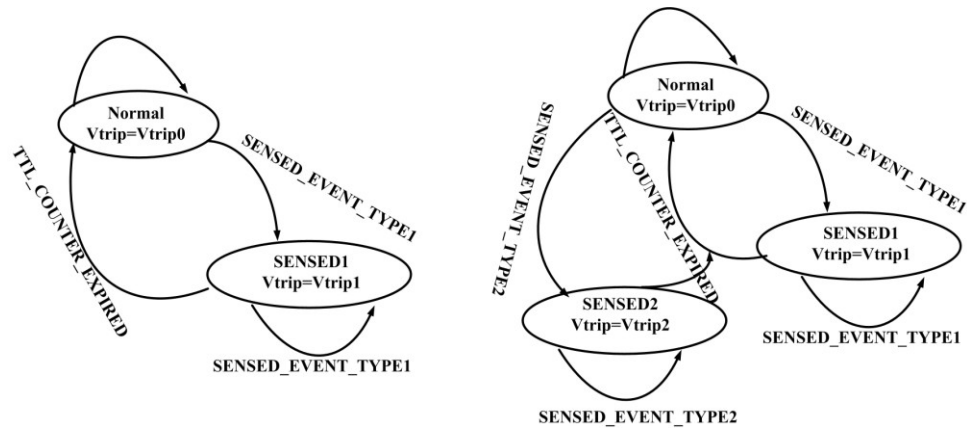 Normal
Vtrip=Vtrip0
SENSED_EVENT_TYPE1
TTL_COUNTER_EXPIRED
SENSED1
Vtrip=Vtrip1
SENSED_EVENT_TYPE1
Normal
Vtrip=Vtrip0
SENSED_EVENT_TYPE2
TTL_COUNTER_EXPIRED
SENSED_EVENT_TYPE1
SENSED1
Vtrip=Vtrip1
SENSED_EVENT_TYPE1
SENSED2
Vtrip=Vtrip2
SENSED_EVENT_TYPE2